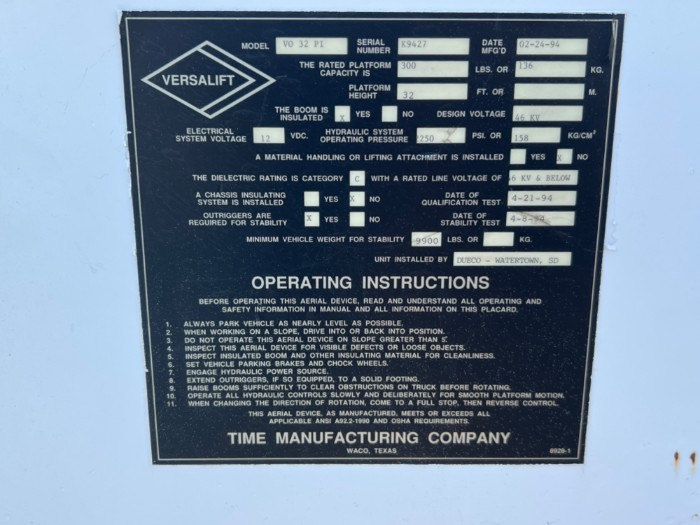 VERSALIFT
MODEL VO 32 PI SERIAL NUMBER K9427 DATE MFG'D 02-24-94
THE RATED PLATFORM CAPACITY IS 300 LBS. OR 136 KG.
PLATFORM HEIGHT 32 FT. OR M.
THE BOOM IS INSULATED X YES NO DESIGN VOLTAGE 46 KV
ELECTRICAL SYSTEM VOLTAGE 12 VDC. HYDRAULIC SYSTEM OPERATING PRESSURE PSI. OR 158 KG/CM²
A MATERIAL HANDLING OR LIFTING ATTACHMENT IS INSTALLED YES X NO
THE DIELECTRIC RATING IS CATEGORY C WITH A RATED LINE VOLTAGE OF 46 KV & BELOW
A CHASSIS INSULATING SYSTEM IS INSTALLED YES X NO DATE OF QUALIFICATION TEST 4-21-94
OUTRIGGERS ARE REQUIRED FOR STABILITY X YES NO DATE OF STABILITY TEST
MINIMUM VEHICLE WEIGHT FOR STABILITY 9900 LBS. OR KG.
UNIT INSTALLED BY DUECO - WATERTOWN, SD
OPERATING INSTRUCTIONS
BEFORE OPERATING THIS AERIAL DEVICE, READ AND UNDERSTAND ALL OPERATING AND
SAFETY INFORMATION IN MANUAL AND ALL INFORMATION ON THIS PLACARD.
1. ALWAYS PARK VEHICLE AS NEARLY LEVEL AS POSSIBLE.
2. WHEN WORKING ON A SLOPE, DRIVE INTO OR BACK INTO POSITION.
3. DO NOT OPERATE THIS AERIAL DEVICE ON SLOPE GREATER THAN 5°.
4. INSPECT THIS AERIAL DEVICE FOR VISIBLE DEFECTS OR LOOSE OBJECTS.
5. INSPECT INSULATED BOOM AND OTHER INSULATING MATERIAL FOR CLEANLINESS.
6. SET VEHICLE PARKING BRAKES AND CHOCK WHEELS.
7. ENGAGE HYDRAULIC POWER SOURCE.
8. EXTEND OUTRIGGERS, IF SO EQUIPPED, TO A SOLID FOOTING.
9. RAISE BOOMS SUFFICIENTLY TO CLEAR OBSTRUCTIONS ON TRUCK BEFORE ROTATING.
10. OPERATE ALL HYDRAULIC CONTROLS SLOWLY AND DELIBERATELY FOR SMOOTH PLATFORM MOTION.
11. WHEN CHANGING THE DIRECTION OF ROTATION, COME TO A FULL STOP, THEN REVERSE CONTROL.
THIS AERIAL DEVICE, AS MANUFACTURED, MEETS OR EXCEEDS ALL
APPLICABLE ANSI A92.2-1990 AND OSHA REQUIREMENTS.
TIME MANUFACTURING COMPANY
WACO, TEXAS